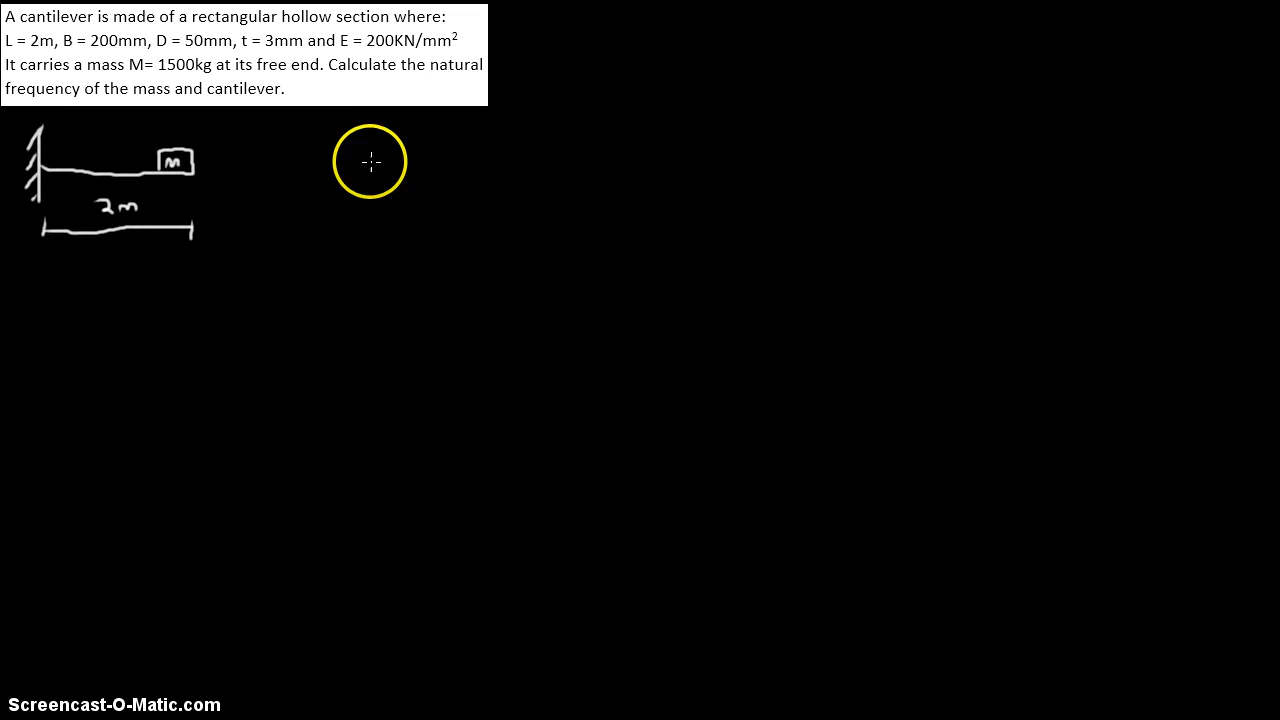 A cantilever is made of a rectangular hollow section where:
L = 2m, B = 200mm, D = 50mm, t = 3mm and E = 200KN/mm²
It carries a mass M= 1500kg at its free end. Calculate the natural
frequency of the mass and cantilever.
m
2m
Screencast-O-Matic.com